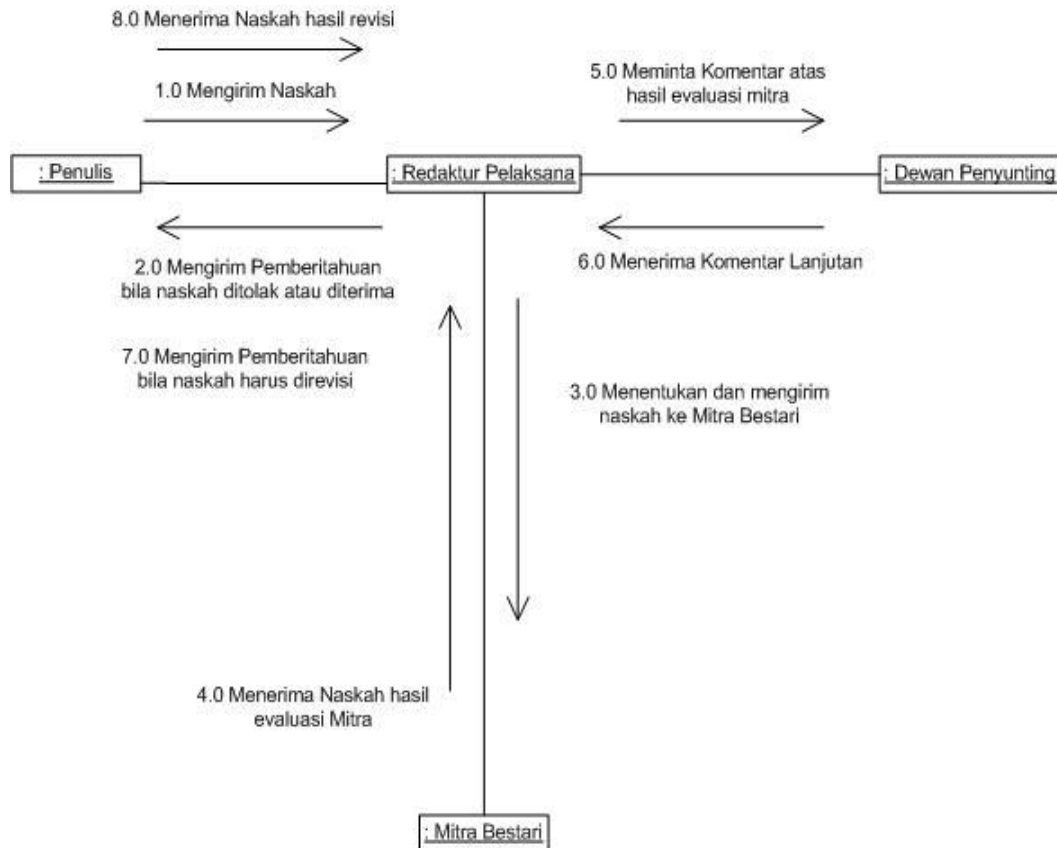 8.0 Menerima Naskah hasil revisi
1.0 Mengirim Naskah
5.0 Meminta Komentar atas
hasil evaluasi mitra
: Penulis
: Redaktur Pelaksana
: Dewan Penyunting
2.0 Mengirim Pemberitahuan
bila naskah ditolak atau diterima
6.0 Menerima Komentar Lanjutan
7.0 Mengirim Pemberitahuan
bila naskah harus direvisi
3.0 Menentukan dan mengirim
naskah ke Mitra Bestari
4.0 Menerima Naskah hasil
evaluasi Mitra
: Mitra Bestari